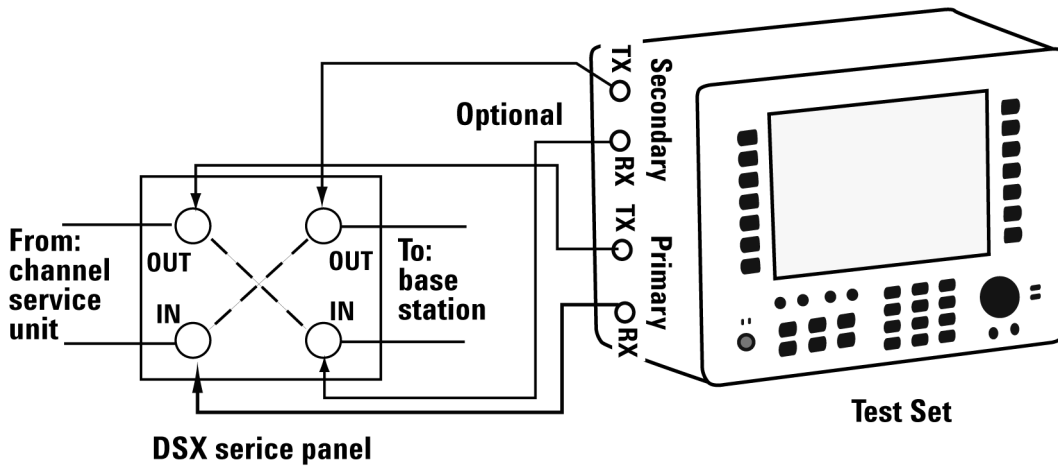 TX
Secondary
Optional
RX
TX
Primary
RX
From:
channel
service
unit
OUT
OUT
IN
IN
To:
base
station
Test Set
DSX serice panel